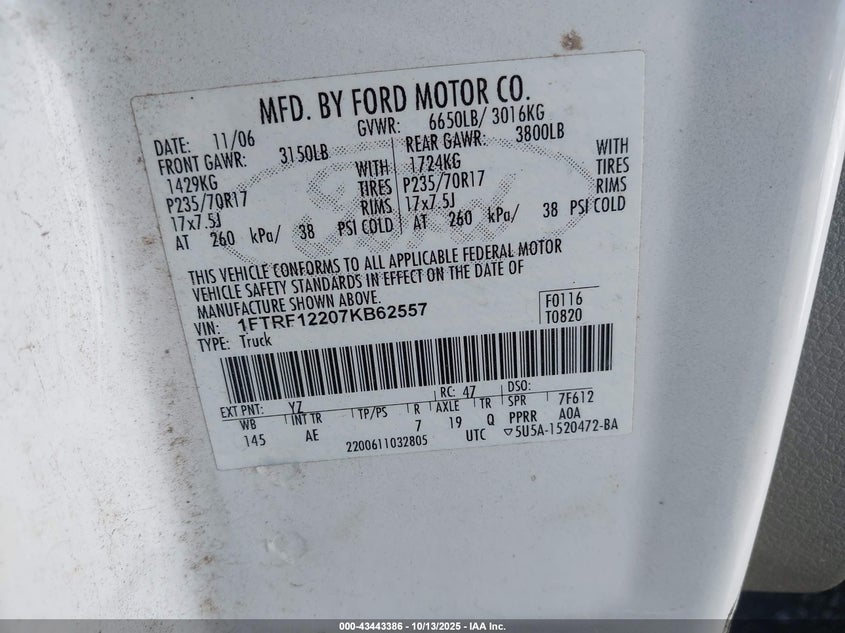 MFD. BY FORD MOTOR CO.
DATE: 11/06 GVWR: 6650LB/ 3016KG
FRONT GAWR: 3150LB REAR GAWR: 3800LB
1429KG WITH 1724KG WITH
P235/70R17 TIRES P235/70R17 TIRES
17x7.5J RIMS 17x7.5J RIMS
AT 260 kPa/ 38 PSI COLD AT 260 kPa/ 38 PSI COLD
THIS VEHICLE CONFORMS TO ALL APPLICABLE FEDERAL MOTOR
VEHICLE SAFETY STANDARDS IN EFFECT ON THE DATE OF
MANUFACTURE SHOWN ABOVE.
VIN: 1FTRF12207KB62557 F0116
TYPE: Truck T0820
EXT PNT: YZ RC: 47 DSO:
WB INT TR TP/PS R AXLE TR SPR 7F612
145 AE 7 19 Q PPRR A0A
2200611032805 UTC ▽5U5A-1520472-BA
Ford
000-43443386 - 10/13/2025 - IAA Inc.